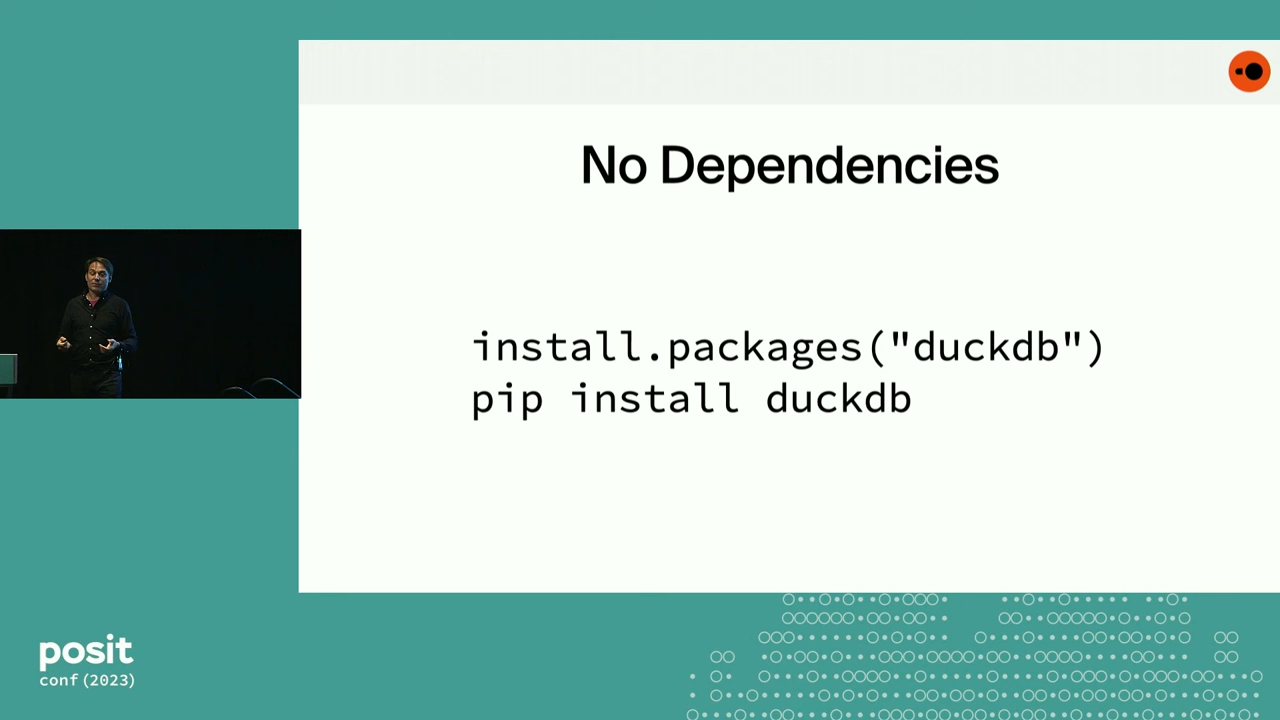 No Dependencies
install.packages("duckdb")
pip install duckdb
posit
conf(2023)